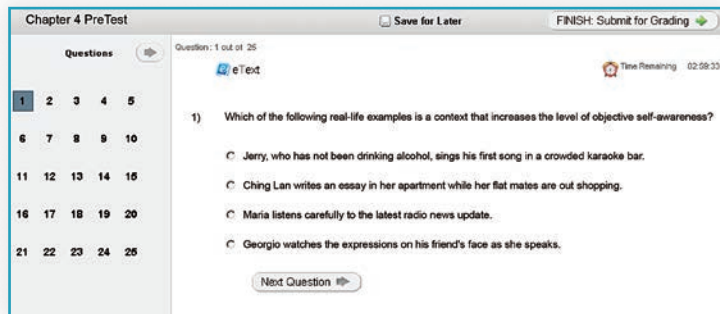 Chapter 4 PreTest
Save for Later
FINISH: Submit for Grading
Questions
Question: 1 out of 25
eText
Time Remaining 02:59:33
1 2 3 4 5
6 7 8 9 10
11 12 13 14 15
16 17 18 19 20
21 22 23 24 25
1) Which of the following real-life examples is a context that increases the level of objective self-awareness?
Jerry, who has not been drinking alcohol, sings his first song in a crowded karaoke bar.
Ching Lan writes an essay in her apartment while her flat mates are out shopping.
Maria listens carefully to the latest radio news update.
Georgio watches the expressions on his friend's face as she speaks.
Next Question